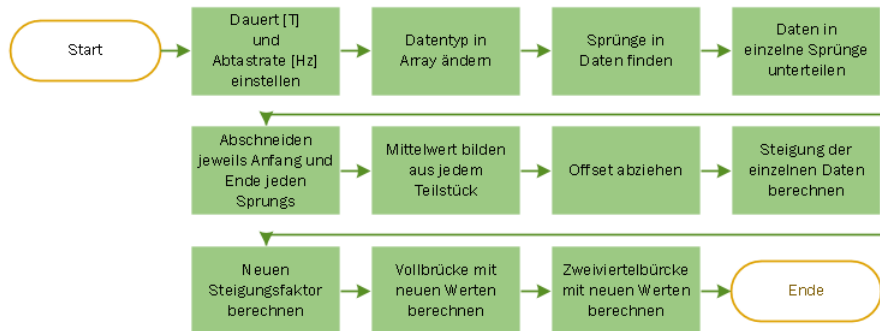 Start
Dauert [T]
und
Abtastrate [Hz]
einstellen
Datentyp in
Array ändern
Sprünge in
Daten finden
Daten in
einzelne Sprünge
unterteilen
Abschneiden
jeweils Anfang und
Ende jeden
Sprungs
Mittelwert bilden
aus jedem
Teilstück
Offset abziehen
Steigung der
einzelnen Daten
berechnen
Neuen
Steigungsfaktor
berechnen
Vollbrücke mit
neuen Werten
berechnen
Zweiviertelbürcke
mit neuen Werten
berechnen
Ende